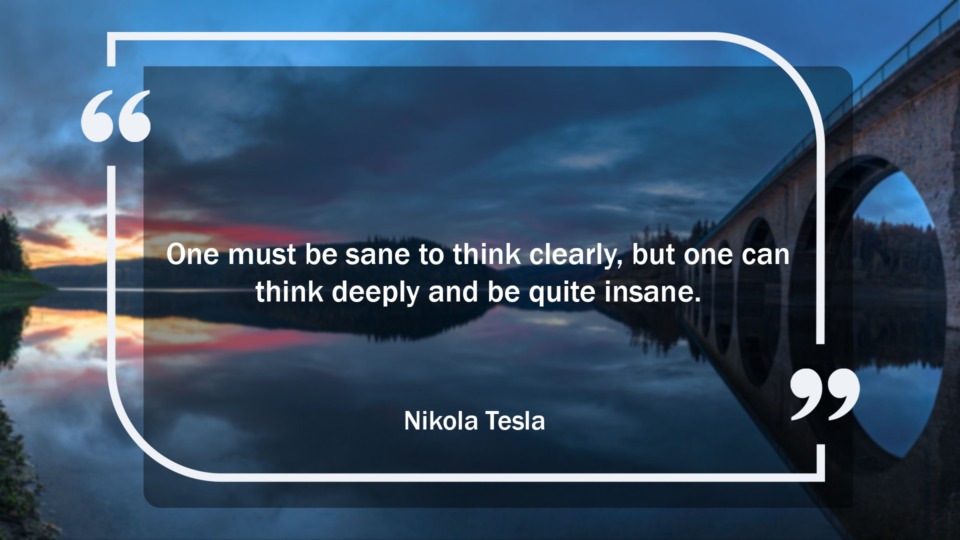 “
One must be sane to think clearly, but one can
think deeply and be quite insane.
”
Nikola Tesla